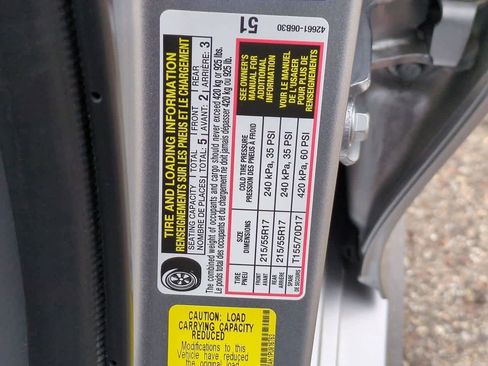 42661-06B30
51
TIRE AND LOADING INFORMATION
RENSEIGNEMENTS SUR LES PNEUS ET LE CHARGEMENT
SEATING CAPACITY TOTAL: 5 FRONT : 2 REAR : 3
NOMBRE DE PLACES TOTAL: AVANT: ARRIÈRE:
The combined weight of occupants and cargo should never exceed 420 kg or 925 lbs.
Le poids total des occupants et du chargement ne doit jamais dépasser 420 kg ou 925 lb.
TIRE SIZE COLD TIRE PRESSURE
PNEU DIMENSIONS PRESSION DES PNEUS À FROID
FRONT 215/55R17 240 kPa, 35 PSI
AVANT
REAR 215/55R17 240 kPa, 35 PSI
ARRIÈRE
SPARE T155/70D17 420 kPa, 60 PSI
DE SECOURS
SEE OWNER'S
MANUAL FOR
ADDITIONAL
INFORMATION
VOIR LE MANUEL
DE L'USAGER
POUR PLUS DE
RENSEIGNEMENTS
CAUTION: LOAD
CARRYING CAPACITY
REDUCED
Modifications to this
Vehicle have reduced
the original load